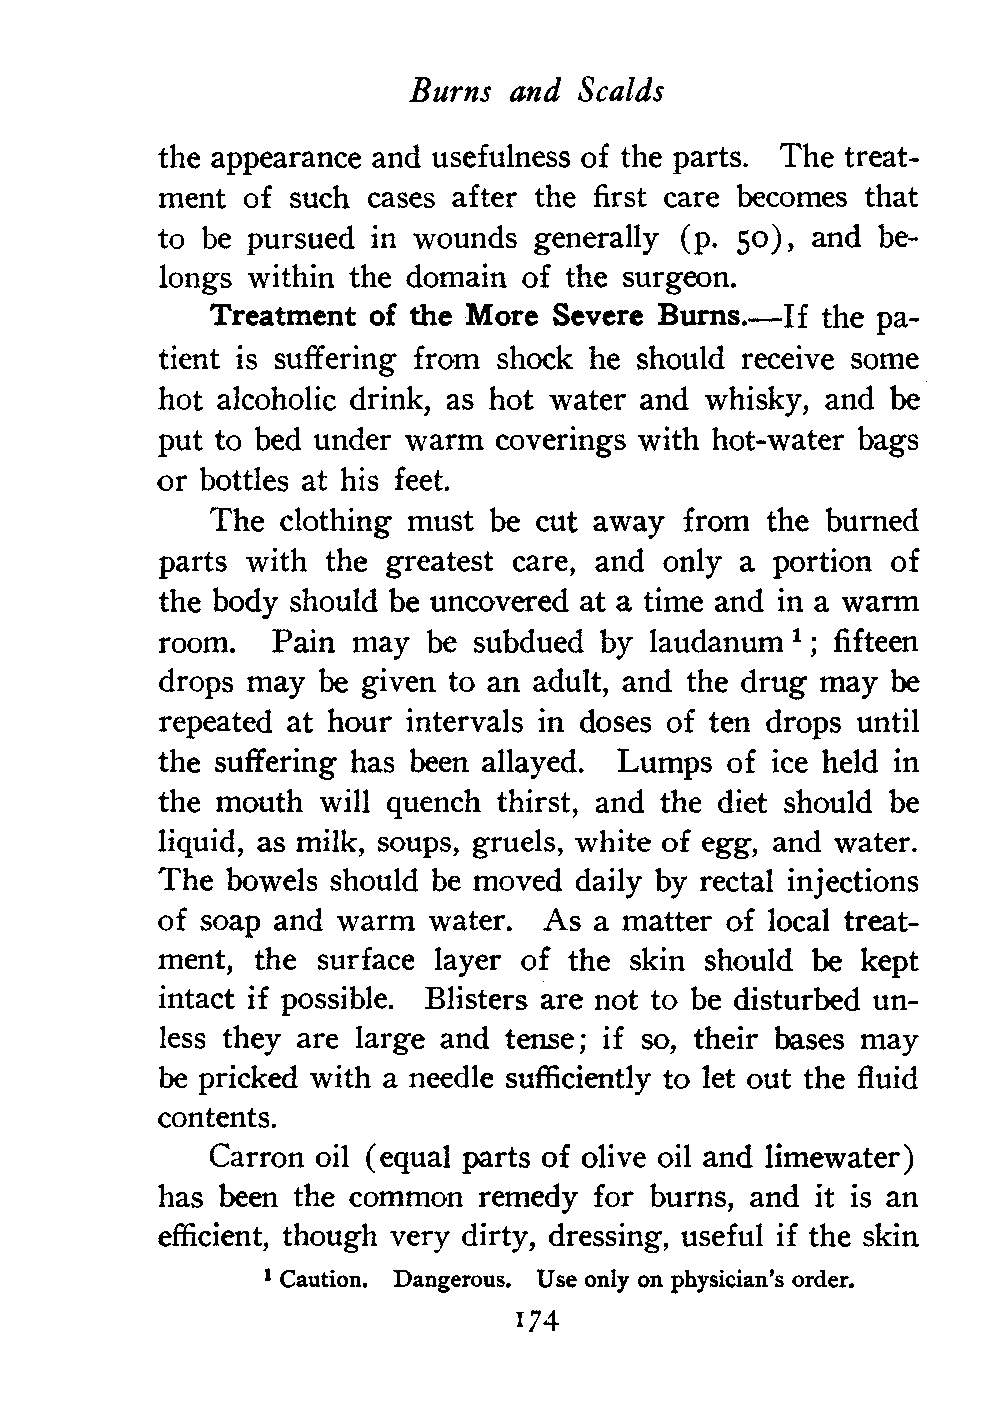 Burns and Scalds
the appearance and usefulness of the parts. The treat-
ment of such cases after the first care becomes that
to be pursued in wounds generally (p. 50), and be-
longs within the domain of the surgeon.
Treatment of the More Severe Burns.—If the pa-
tient is suffering from shock he should receive some
hot alcoholic drink, as hot water and whisky, and be
put to bed under warm coverings with hot-water bags
or bottles at his feet.
The clothing must be cut away from the burned
parts with the greatest care, and only a portion of
the body should be uncovered at a time and in a warm
room. Pain may be subdued by laudanum ¹; fifteen
drops may be given to an adult, and the drug may be
repeated at hour intervals in doses of ten drops until
the suffering has been allayed. Lumps of ice held in
the mouth will quench thirst, and the diet should be
liquid, as milk, soups, gruels, white of egg, and water.
The bowels should be moved daily by rectal injections
of soap and warm water. As a matter of local treat-
ment, the surface layer of the skin should be kept
intact if possible. Blisters are not to be disturbed un-
less they are large and tense; if so, their bases may
be pricked with a needle sufficiently to let out the fluid
contents.
Carron oil (equal parts of olive oil and limewater)
has been the common remedy for burns, and it is an
efficient, though very dirty, dressing, useful if the skin
¹ Caution. Dangerous. Use only on physician's order.
174